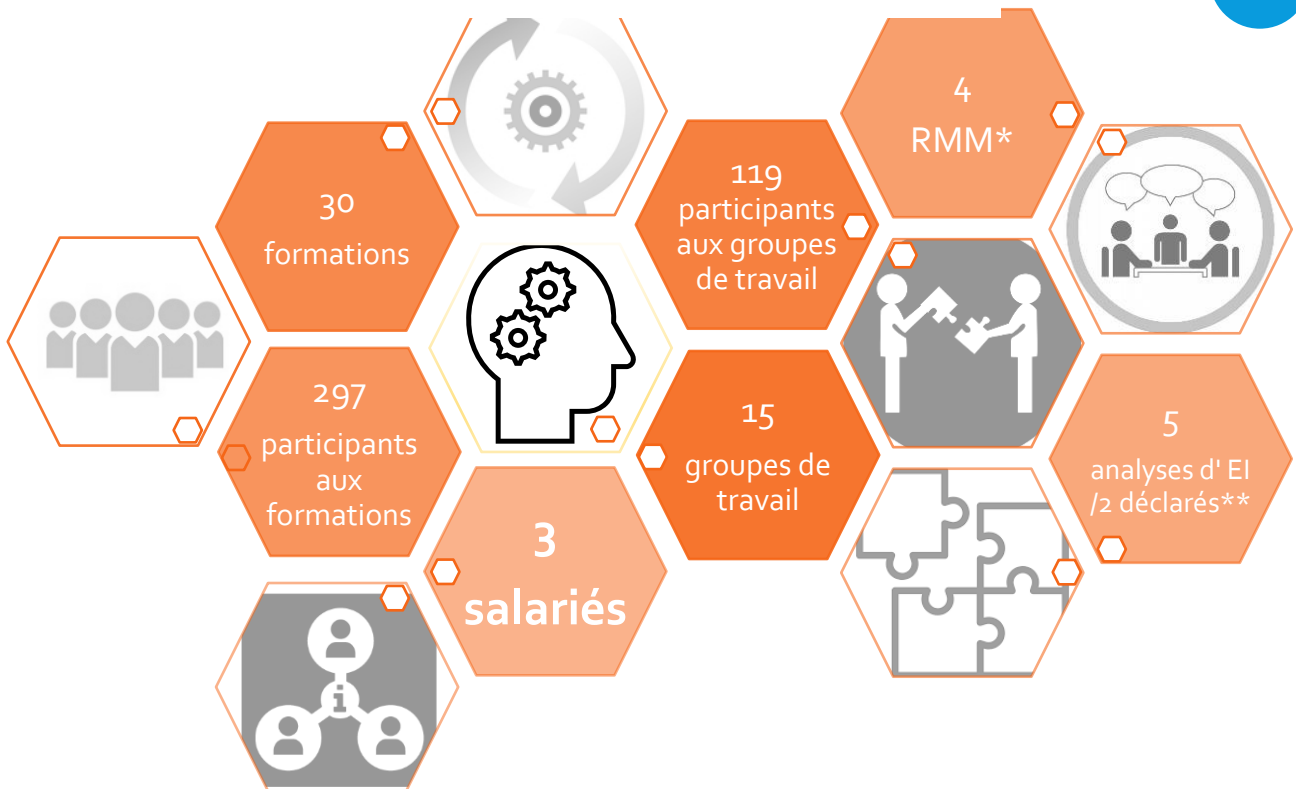 30
formations
297
participants
aux
formations
3
salariés
119
participants
aux groupes
de travail
15
groupes de
travail
4
RMM*
5
analyses d' EI
/2 déclarés**
i